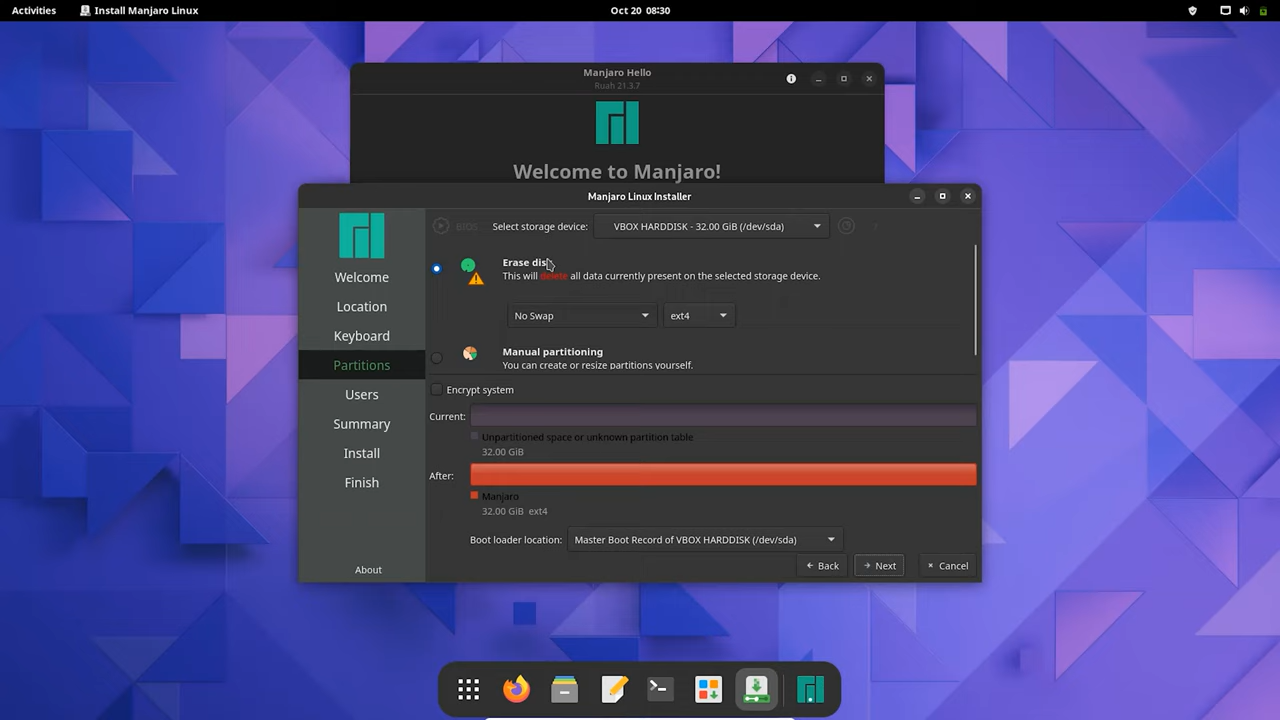 Activities
Install Manjaro Linux
Oct 20 08:30
Manjaro Hello
Ruah 21.3.7
Welcome to Manjaro!
Manjaro Linux Installer
BIOS
Select storage device:
VBOX HARDDISK - 32.00 GiB (/dev/sda)
Welcome
Location
Keyboard
Partitions
Users
Summary
Install
Finish
About
Erase disk
This will delete all data currently present on the selected storage device.
No Swap
ext4
Manual partitioning
You can create or resize partitions yourself.
Encrypt system
Current:
Unpartitioned space or unknown partition table
32.00 GiB
After:
Manjaro
32.00 GiB ext4
Boot loader location:
Master Boot Record of VBOX HARDDISK (/dev/sda)
Back
Next
Cancel